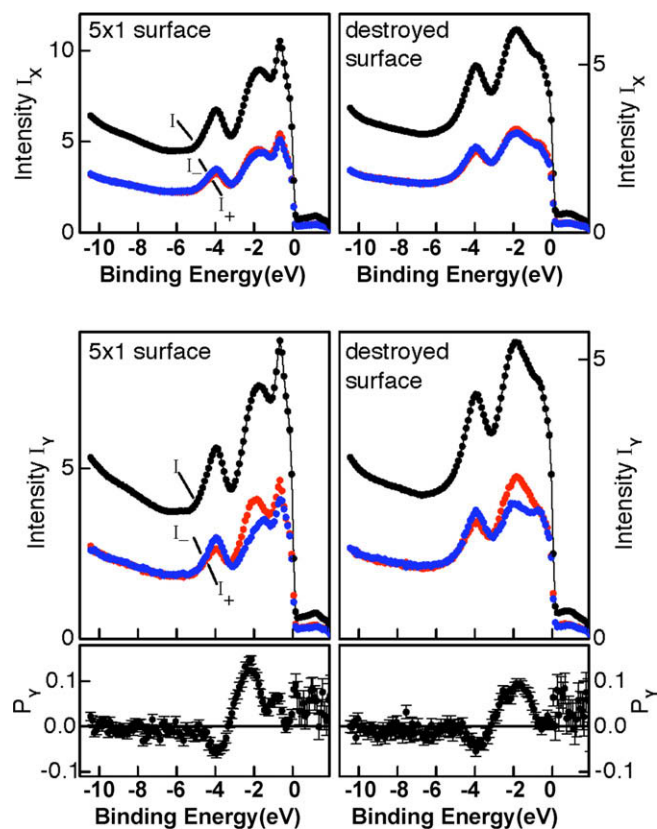 5x1 surface
destroyed
surface
10
5
0
Intensity I_X
I
I_-
I_+
5
0
Intensity I_X
-10 -8 -6 -4 -2 0
Binding Energy(eV)
-10 -8 -6 -4 -2 0
Binding Energy(eV)
5x1 surface
destroyed
surface
5
0
Intensity I_Y
I
I_-
I_+
5
0
Intensity I_Y
0.1
0.0
-0.1
P_Y
0.1
0.0
-0.1
P_Y
-10 -8 -6 -4 -2 0
Binding Energy(eV)
-10 -8 -6 -4 -2 0
Binding Energy(eV)